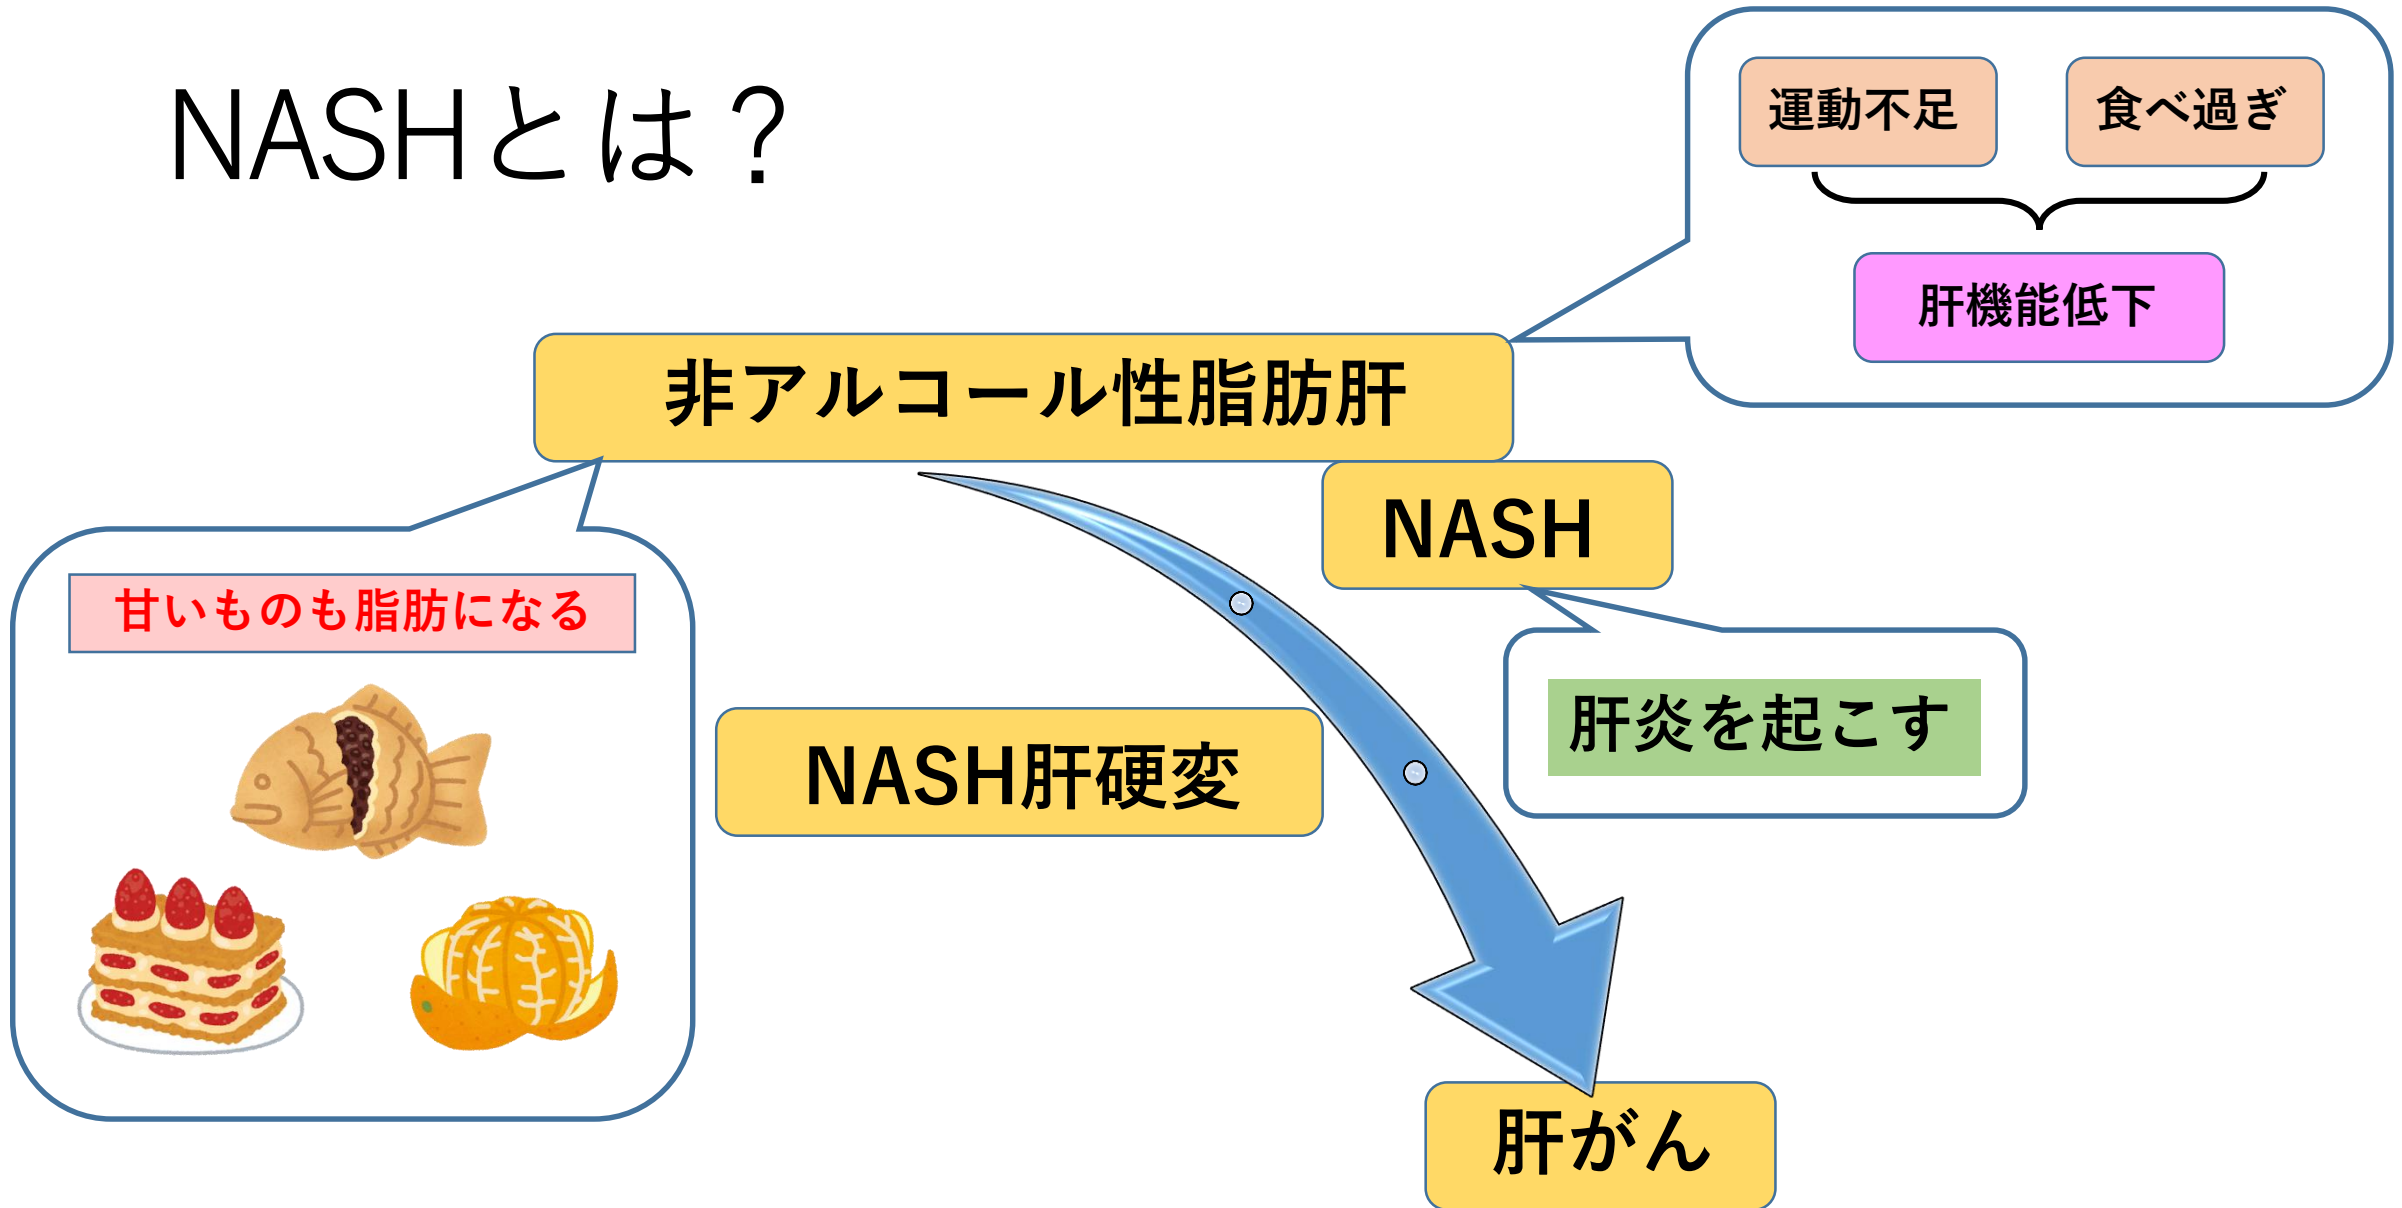 NASHとは？
運動不足
食べ過ぎ
肝機能低下
非アルコール性脂肪肝
NASH
甘いものも脂肪になる
肝炎を起こす
NASH肝硬変
肝がん